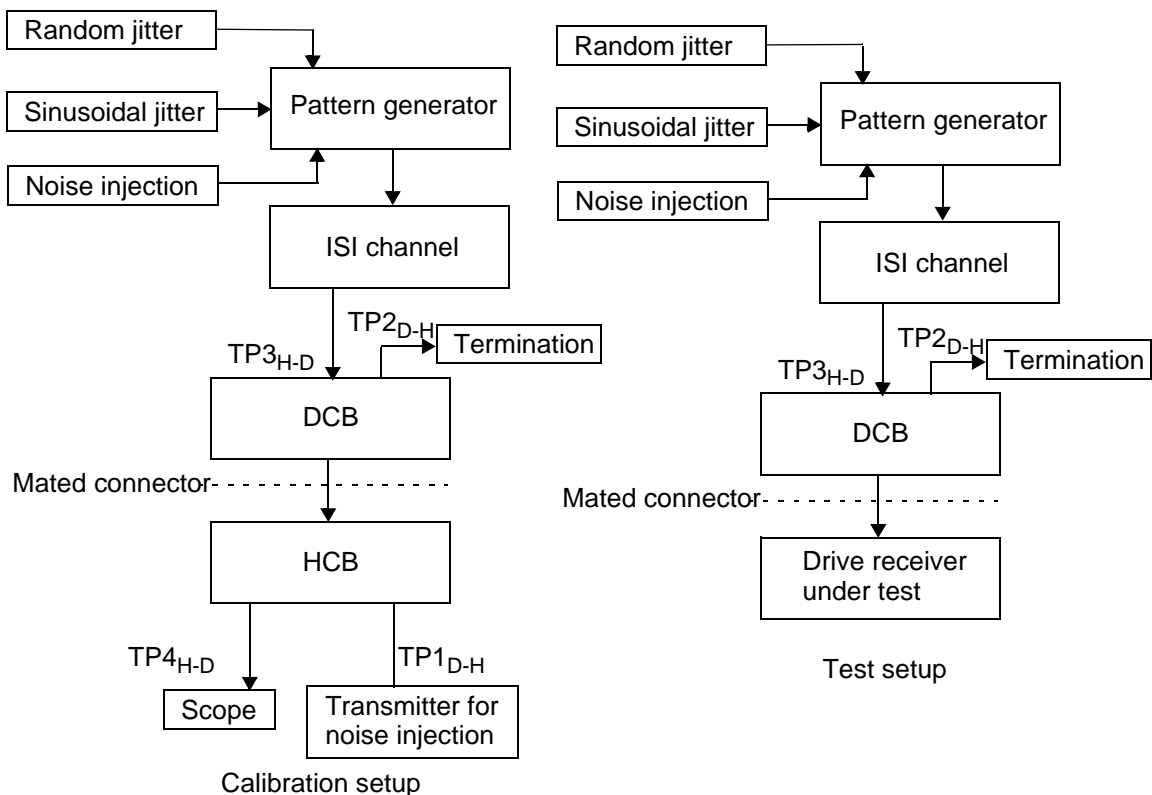 Random jitter
Sinusoidal jitter
Noise injection
Pattern generator
ISI channel
TP3H-D
TP2D-H
Termination
DCB
Mated connector
HCB
TP4H-D
TP1D-H
Scope
Transmitter for
noise injection
Calibration setup
Random jitter
Sinusoidal jitter
Noise injection
Pattern generator
ISI channel
TP3H-D
TP2D-H
Termination
DCB
Mated connector
Drive receiver
under test
Test setup